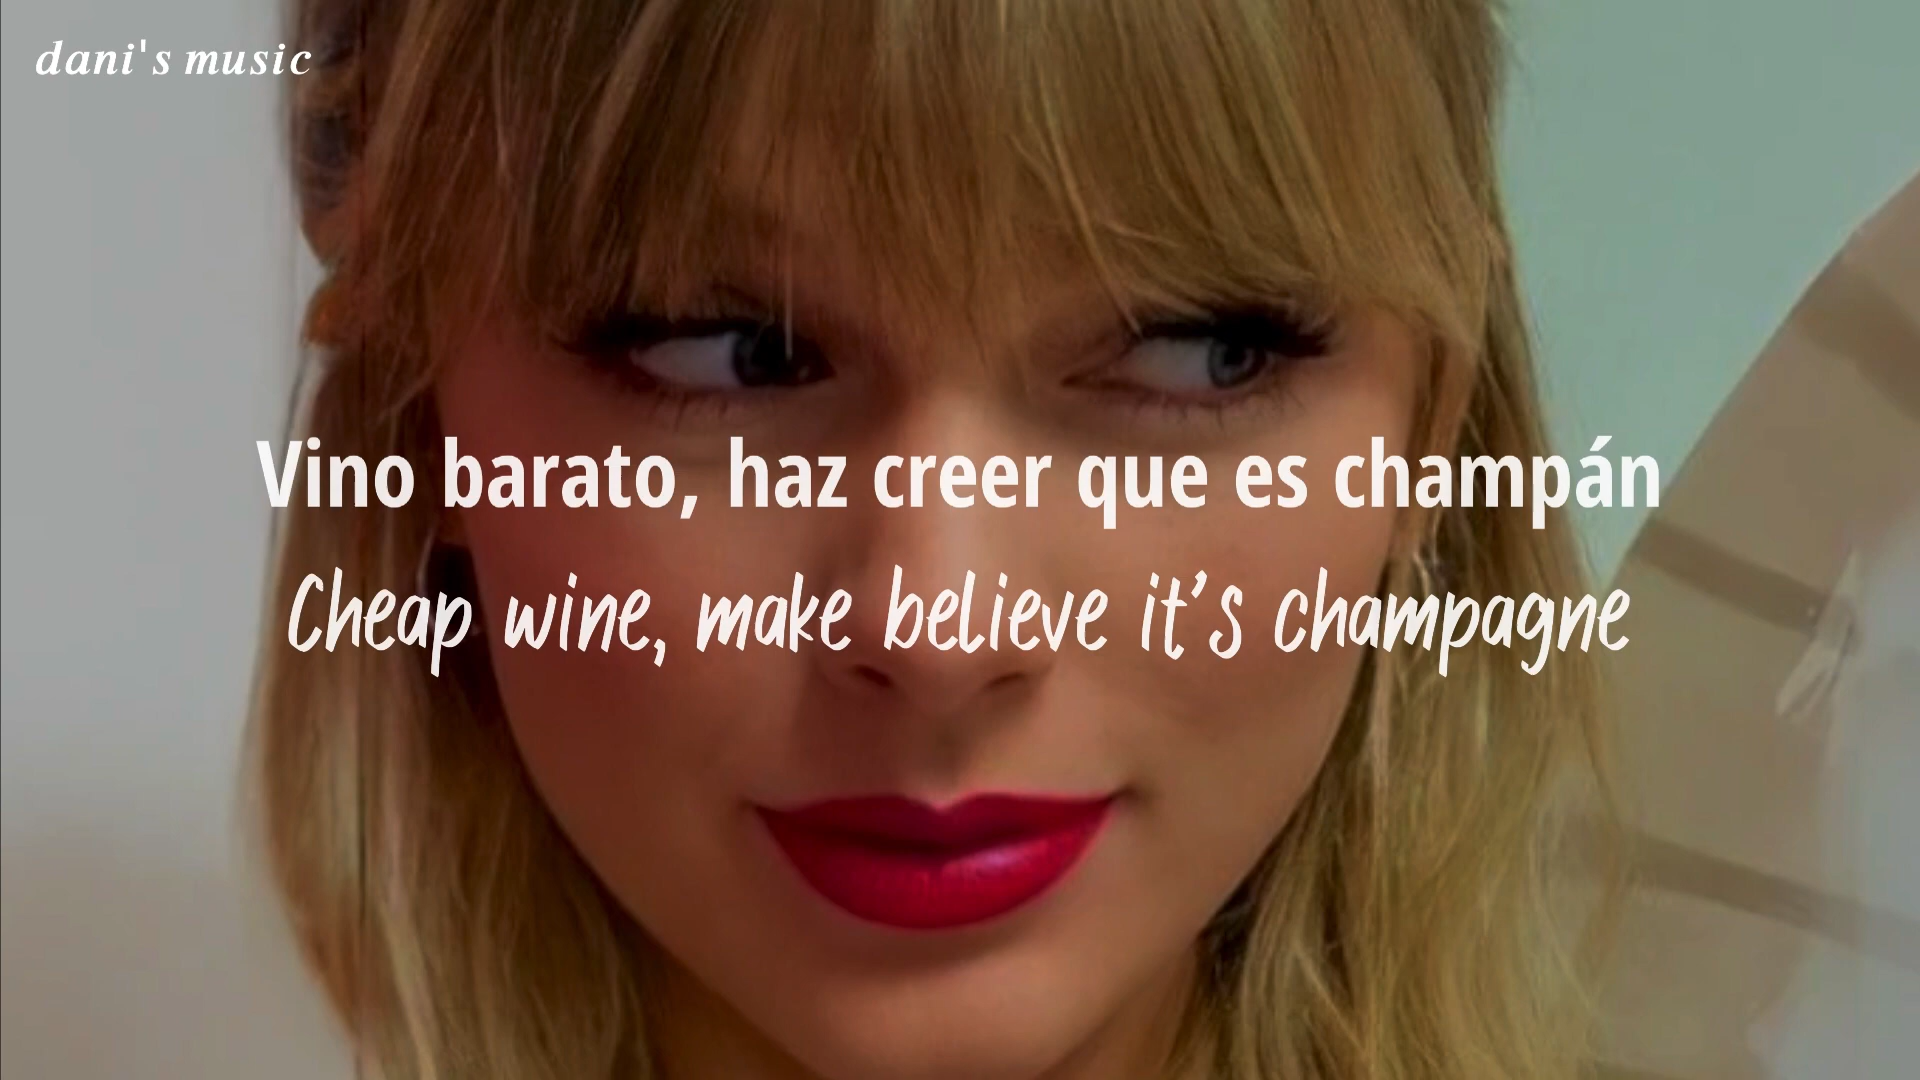 dani's music
Vino barato, haz creer que es champán
Cheap wine, make believe it's champagne